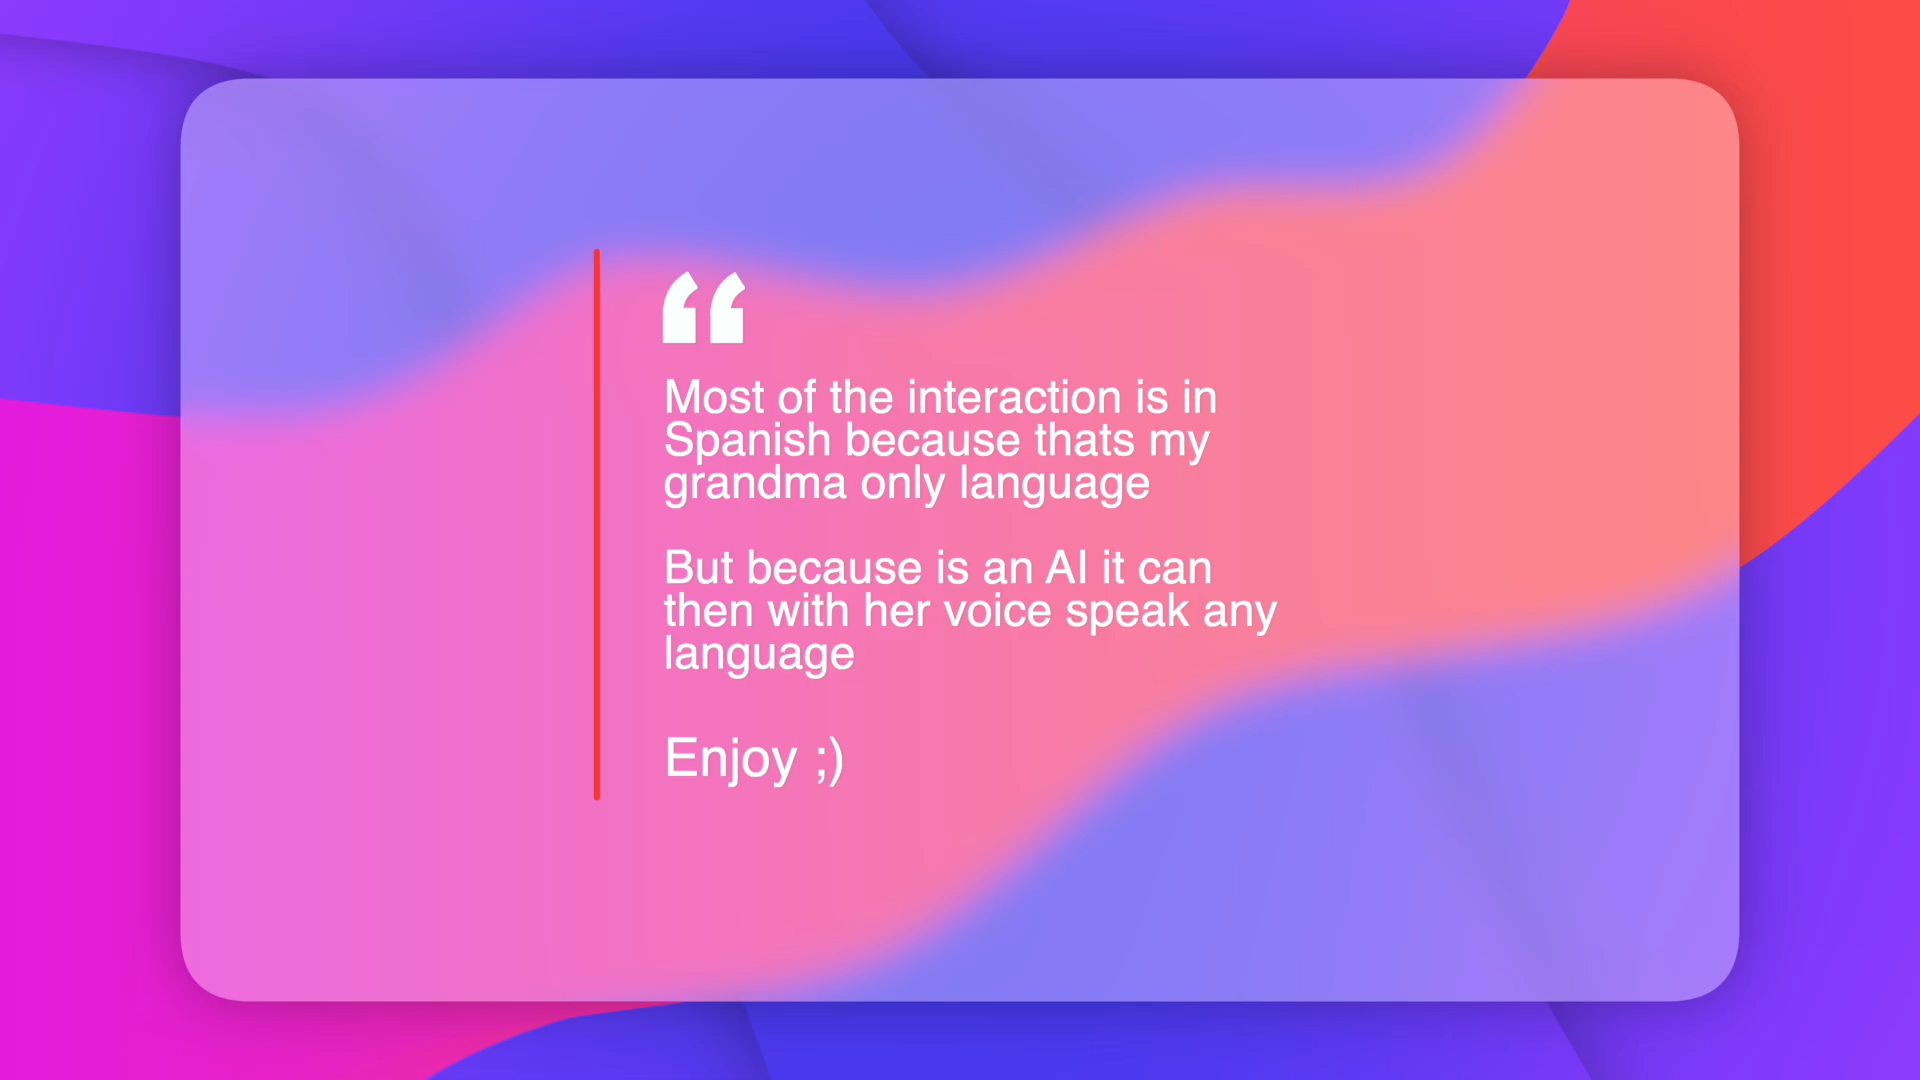 “
Most of the interaction is in
Spanish because thats my
grandma only language
But because is an AI it can
then with her voice speak any
language
Enjoy ;)